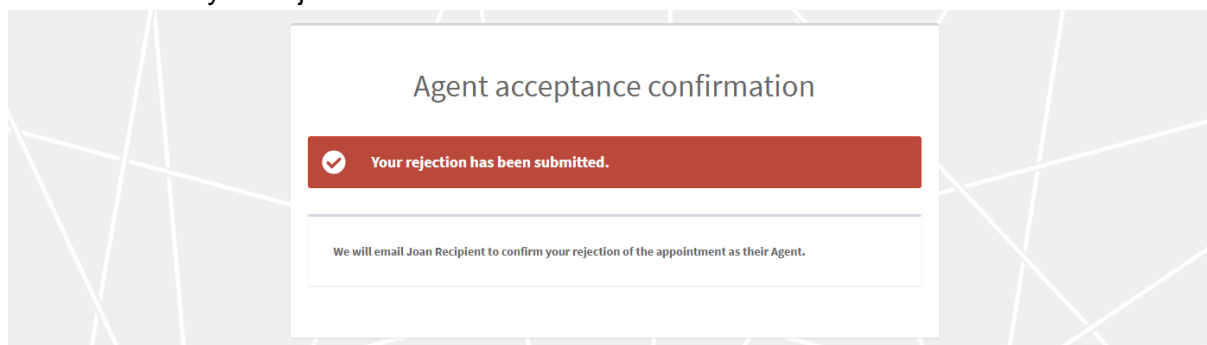 Agent acceptance confirmation
Your rejection has been submitted.
We will email Joan Recipient to confirm your rejection of the appointment as their Agent.